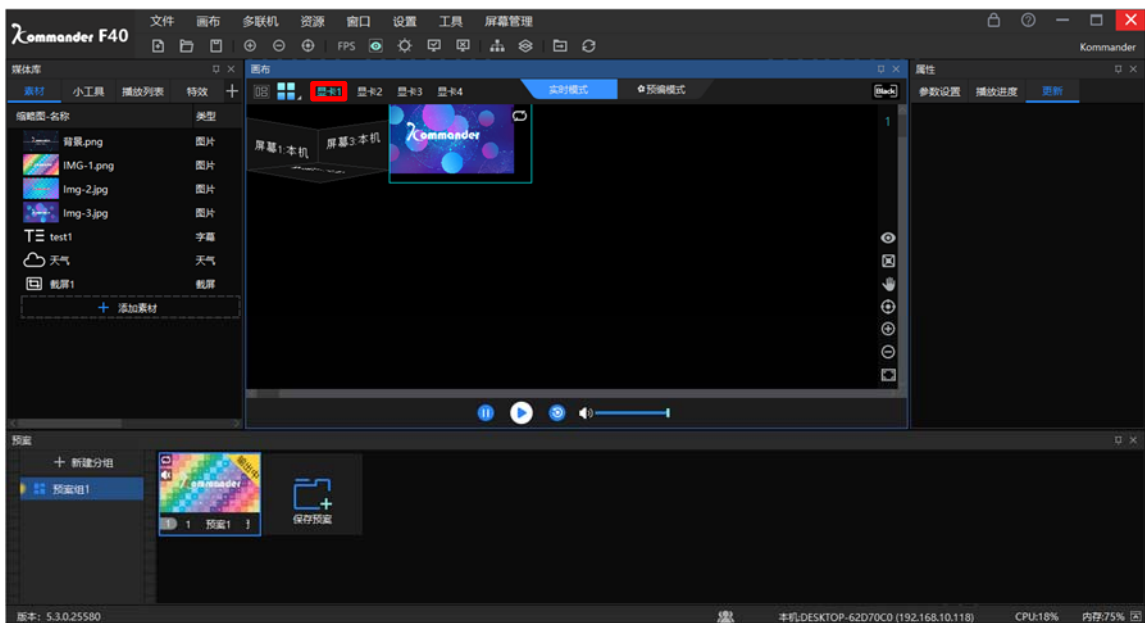 Kommander F40
文件 画布 多联机 资源 窗口 设置 工具 屏幕管理
FPS
Kommander
媒体库
画布
属性
素材 小工具 播放列表 特效
显卡1 显卡2 显卡3 显卡4
实时模式 预编模式
Black
参数设置 播放进度 更新
缩略图-名称 类型
背景.png 图片
IMG-1.png 图片
Img-2.jpg 图片
Img-3.jpg 图片
test1 字幕
天气 天气
截屏1 截屏
添加素材
屏幕1:本机 屏幕3:本机
Kommander
1
预案
新建分组
预案组1
输出中
Kommander
1 1 预案1
保存预案
版本: 5.3.0.25580
本机:DESKTOP-62D70C0 (192.168.10.118) CPU:18% 内存:75%